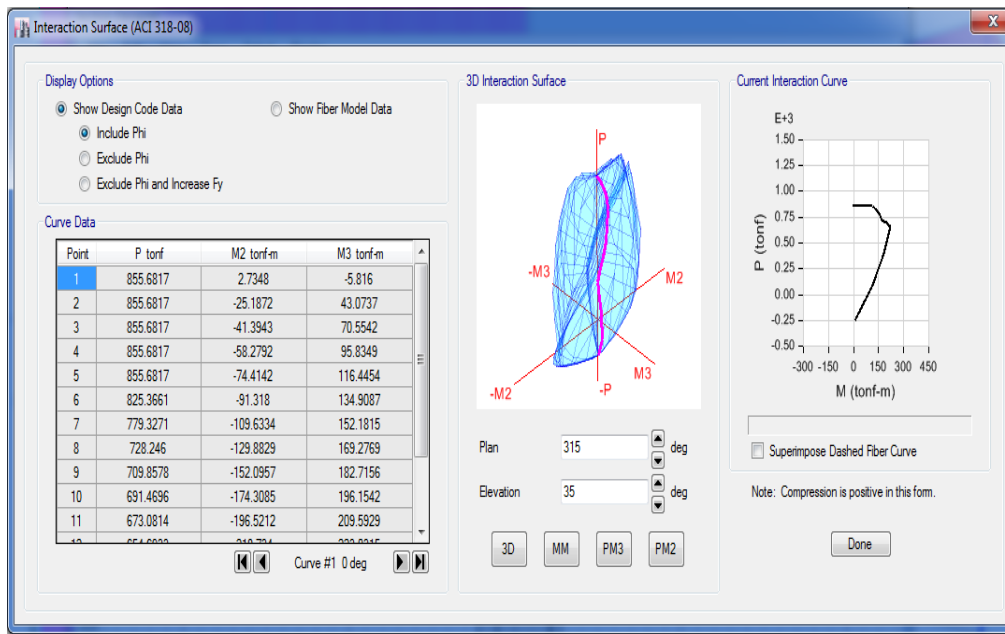 Interaction Surface (ACI 318-08)
X
Display Options
Show Design Code Data
Show Fiber Model Data
Include Phi
Exclude Phi
Exclude Phi and Increase Fy
Curve Data
Point P tonf M2 tonf-m M3 tonf-m
1 855.6817 2.7348 -5.816
2 855.6817 -25.1872 43.0737
3 855.6817 -41.3943 70.5542
4 855.6817 -58.2792 95.8349
5 855.6817 -74.4142 116.4454
6 825.3661 -91.318 134.9087
7 779.3271 -109.6334 152.1815
8 728.246 -129.8829 169.2769
9 709.8578 -152.0957 182.7156
10 691.4696 -174.3085 196.1542
11 673.0814 -196.5212 209.5929
Curve #1 0 deg
3D Interaction Surface
P
-M3
M2
-M2
M3
-P
Plan 315 deg
Elevation 35 deg
3D MM PM3 PM2
Current Interaction Curve
E+3
1.50
1.25
1.00
0.75
0.50
0.25
0.00
-0.25
-0.50
P (tonf)
-300 -150 0 150 300 450
M (tonf-m)
Superimpose Dashed Fiber Curve
Note: Compression is positive in this form.
Done